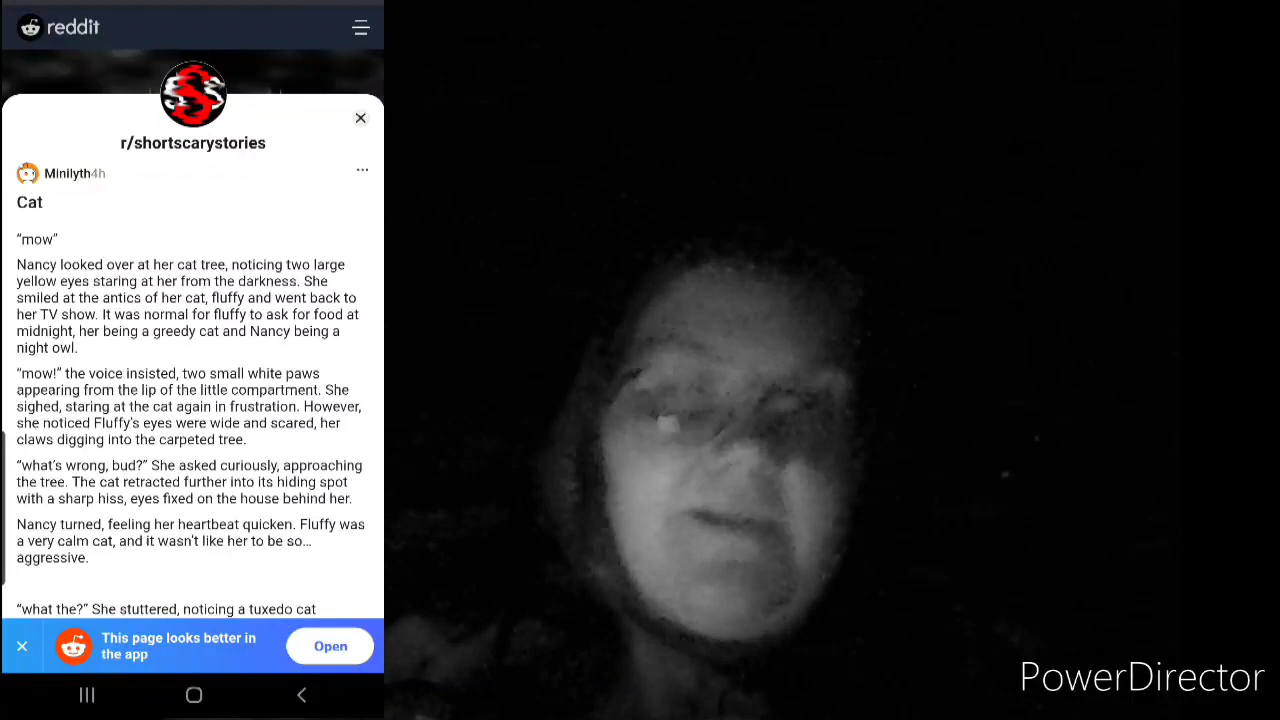 reddit
r/shortscarystories
Minilyth4h
Cat
“mow”
Nancy looked over at her cat tree, noticing two large
yellow eyes staring at her from the darkness. She
smiled at the antics of her cat, fluffy and went back to
her TV show. It was normal for fluffy to ask for food at
midnight, her being a greedy cat and Nancy being a
night owl.
“mow!” the voice insisted, two small white paws
appearing from the lip of the little compartment. She
sighed, staring at the cat again in frustration. However,
she noticed Fluffy's eyes were wide and scared, her
claws digging into the carpeted tree.
“what's wrong, bud?” She asked curiously, approaching
the tree. The cat retracted further into its hiding spot
with a sharp hiss, eyes fixed on the house behind her.
Nancy turned, feeling her heartbeat quicken. Fluffy was
a very calm cat, and it wasn't like her to be so…
aggressive.
“what the?” She stuttered, noticing a tuxedo cat
This page looks better in
the app
Open
PowerDirector